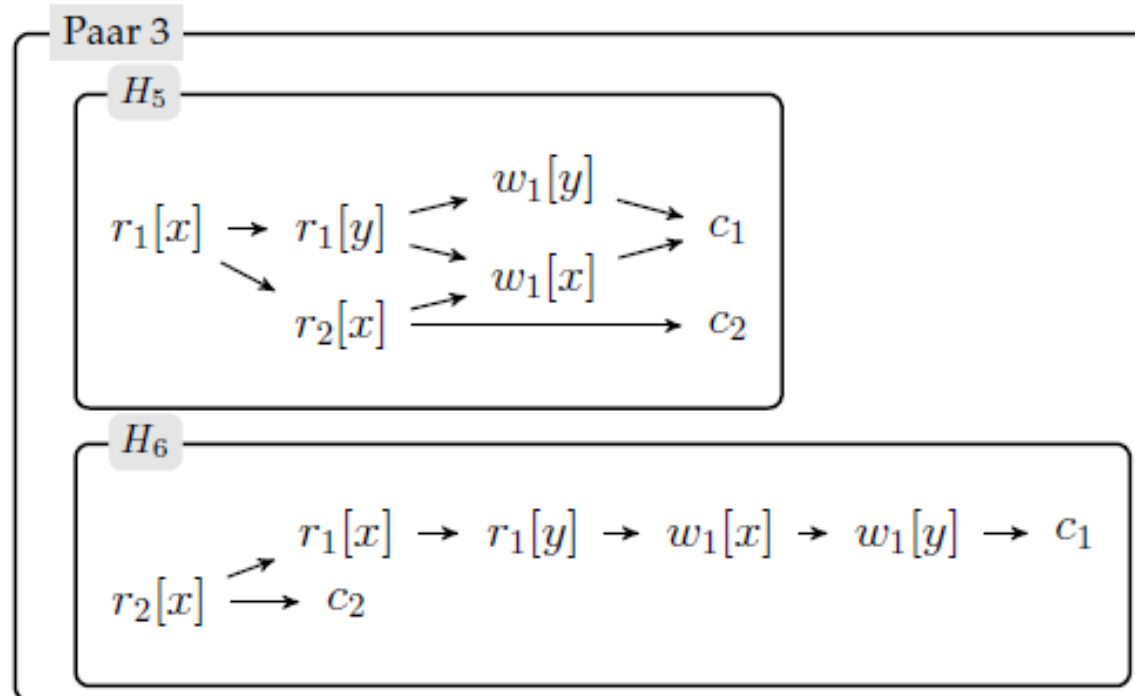 Paar 3
H₅
w₁[y]
r₁[x] → r₁[y] c₁
w₁[x]
r₂[x] → c₂
H₆
r₁[x] → r₁[y] → w₁[x] → w₁[y] → c₁
r₂[x] → c₂